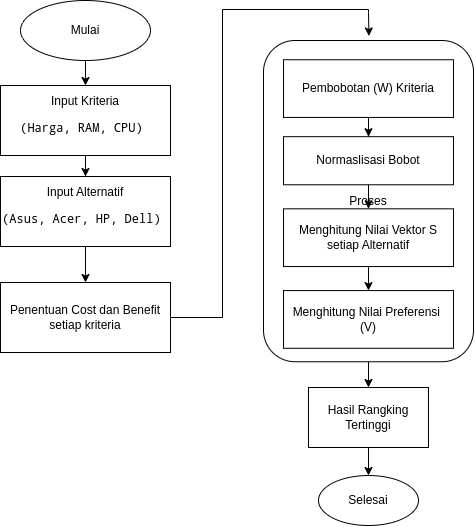 Mulai
Input Kriteria
(Harga, RAM, CPU)
Input Alternatif
(Asus, Acer, HP, Dell)
Penentuan Cost dan Benefit
setiap kriteria
Pembobotan (W) Kriteria
Normaslisasi Bobot
Proses
Menghitung Nilai Vektor S
setiap Alternatif
Menghitung Nilai Preferensi
(V)
Hasil Rangking
Tertinggi
Selesai